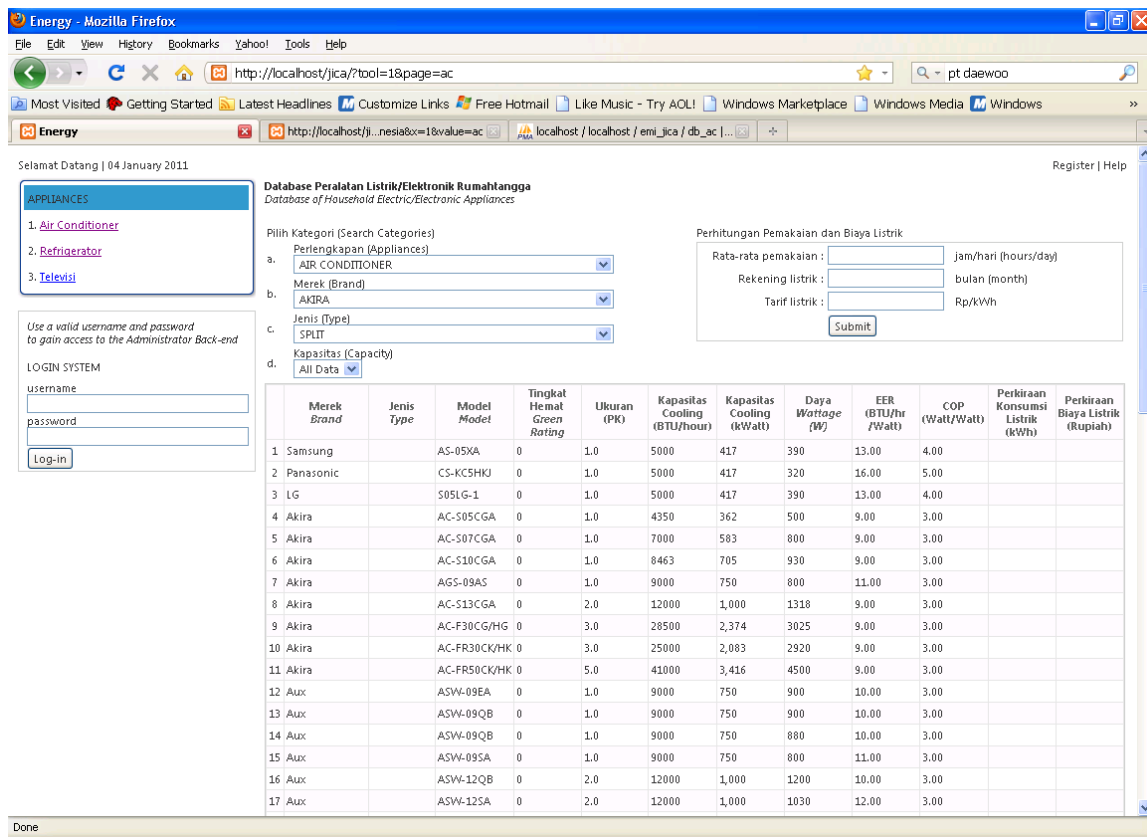 Energy - Mozilla Firefox
File Edit View History Bookmarks Yahoo! Tools Help
http://localhost/jica/?tool=1&page=ac
pt daewoo
Most Visited Getting Started Latest Headlines Customize Links Free Hotmail Like Music - Try AOL! Windows Marketplace Windows Media Windows »
Energy http://localhost/ji...nesia&x=1&value=ac localhost / localhost / emi_jica / db_ac |...
Selamat Datang | 04 January 2011 Register | Help
APPLIANCES
1. Air Conditioner
2. Refrigerator
3. Televisi
Use a valid username and password
to gain access to the Administrator Back-end
LOGIN SYSTEM
username
password
Log-in
Database Peralatan Listrik/Elektronik Rumahtangga
Database of Household Electric/Electronic Appliances
Pilih Kategori (Search Categories)
a. Perlengkapan (Appliances)
AIR CONDITIONER
b. Merek (Brand)
AKIRA
c. Jenis (Type)
SPLIT
d. Kapasitas (Capacity)
All Data
Perhitungan Pemakaian dan Biaya Listrik
Rata-rata pemakaian : jam/hari (hours/day)
Rekening listrik : bulan (month)
Tarif listrik : Rp/kWh
Submit
Merek Brand Jenis Type Model Model Tingkat Hemat Green Rating Ukuran (PK) Kapasitas Cooling (BTU/hour) Kapasitas Cooling (kWatt) Daya Wattage (W) EER (BTU/hr /Watt) COP (Watt/Watt) Perkiraan Konsumsi Listrik (kWh) Perkiraan Biaya Listrik (Rupiah)
1 Samsung AS-05XA 0 1.0 5000 417 390 13.00 4.00
2 Panasonic CS-KC5HKJ 0 1.0 5000 417 320 16.00 5.00
3 LG S05LG-1 0 1.0 5000 417 390 13.00 4.00
4 Akira AC-S05CGA 0 1.0 4350 362 500 9.00 3.00
5 Akira AC-S07CGA 0 1.0 7000 583 800 9.00 3.00
6 Akira AC-S10CGA 0 1.0 8463 705 930 9.00 3.00
7 Akira AGS-09AS 0 1.0 9000 750 800 11.00 3.00
8 Akira AC-S13CGA 0 2.0 12000 1,000 1318 9.00 3.00
9 Akira AC-F30CG/HG 0 3.0 28500 2,374 3025 9.00 3.00
10 Akira AC-FR30CK/HK 0 3.0 25000 2,083 2920 9.00 3.00
11 Akira AC-FR50CK/HK 0 5.0 41000 3,416 4500 9.00 3.00
12 Aux ASW-09EA 0 1.0 9000 750 900 10.00 3.00
13 Aux ASW-09QB 0 1.0 9000 750 900 10.00 3.00
14 Aux ASW-09QB 0 1.0 9000 750 880 10.00 3.00
15 Aux ASW-09SA 0 1.0 9000 750 800 11.00 3.00
16 Aux ASW-12QB 0 2.0 12000 1,000 1200 10.00 3.00
17 Aux ASW-12SA 0 2.0 12000 1,000 1030 12.00 3.00
Done